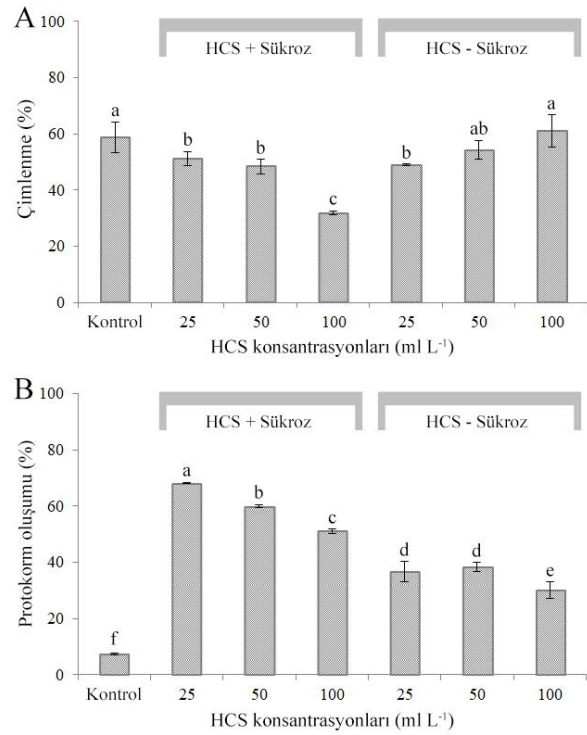 A
100
HCS + Sükroz
HCS - Sükroz
80
Çimlenme (%)
60
40
20
0
a
b
b
c
b
ab
a
Kontrol 25 50 100 25 50 100
HCS konsantrasyonları (ml L⁻¹)
B
100
HCS + Sükroz
HCS - Sükroz
80
Protokorm oluşumu (%)
60
40
20
0
f
a
b
c
d
d
e
Kontrol 25 50 100 25 50 100
HCS konsantrasyonları (ml L⁻¹)